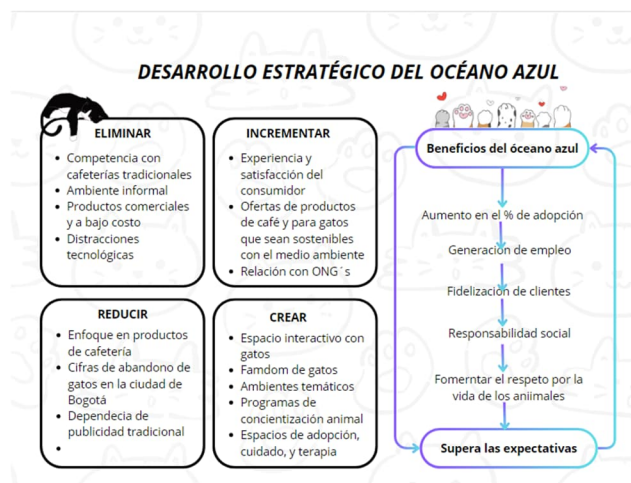 DESARROLLO ESTRATÉGICO DEL OCÉANO AZUL
ELIMINAR
• Competencia con
cafeterías tradicionales
• Ambiente informal
• Productos comerciales
y a bajo costo
• Distracciones
tecnológicas
INCREMENTAR
• Experiencia y
satisfacción del
consumidor
• Ofertas de productos
de café y para gatos
que sean sostenibles
con el medio ambiente
• Relación con ONG´s
REDUCIR
• Enfoque en productos
de cafetería
• Cifras de abandono de
gatos en la ciudad de
Bogotá
• Dependecia de
publicidad tradicional
•
CREAR
• Espacio interactivo con
gatos
• Famdom de gatos
• Ambientes temáticos
• Programas de
concientización animal
• Espacios de adopción,
cuidado, y terapia
Beneficios del óceano azul
Aumento en el % de adopción
Generación de empleo
Fidelización de clientes
Responsabilidad social
Fomerntar el respeto por la
vida de los aniimales
Supera las expectativas